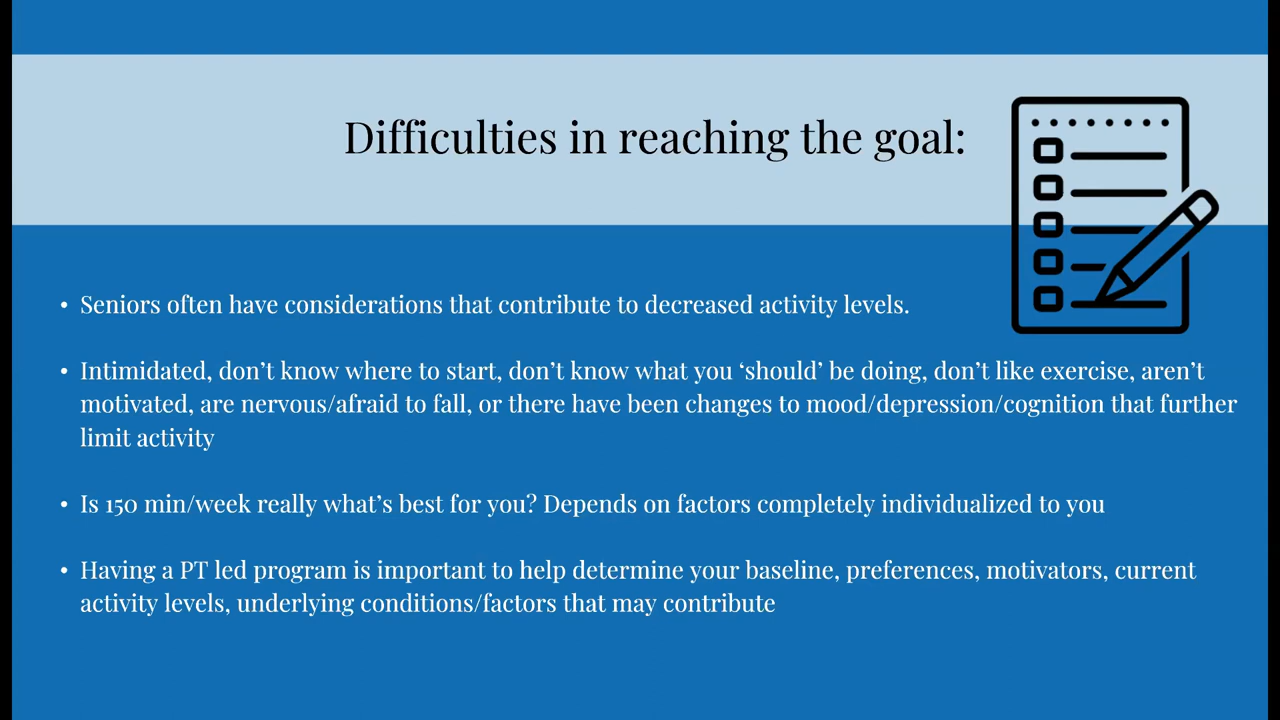 Difficulties in reaching the goal:
• Seniors often have considerations that contribute to decreased activity levels.
• Intimidated, don’t know where to start, don’t know what you ‘should’ be doing, don’t like exercise, aren’t
motivated, are nervous/afraid to fall, or there have been changes to mood/depression/cognition that further
limit activity
• Is 150 min/week really what’s best for you? Depends on factors completely individualized to you
• Having a PT led program is important to help determine your baseline, preferences, motivators, current
activity levels, underlying conditions/factors that may contribute